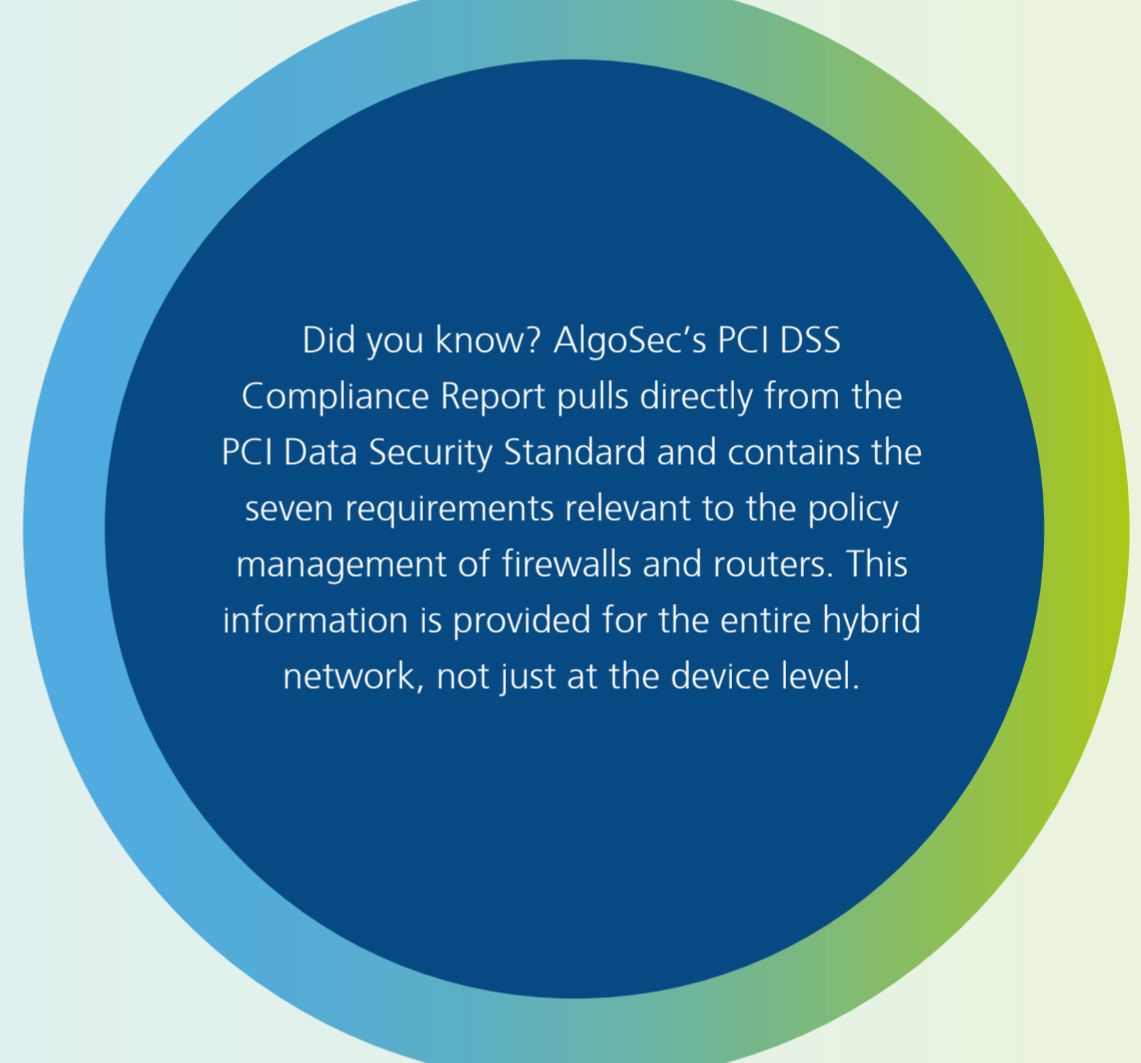 Did you know? AlgoSec’s PCI DSS
Compliance Report pulls directly from the
PCI Data Security Standard and contains the
seven requirements relevant to the policy
management of firewalls and routers. This
information is provided for the entire hybrid
network, not just at the device level.